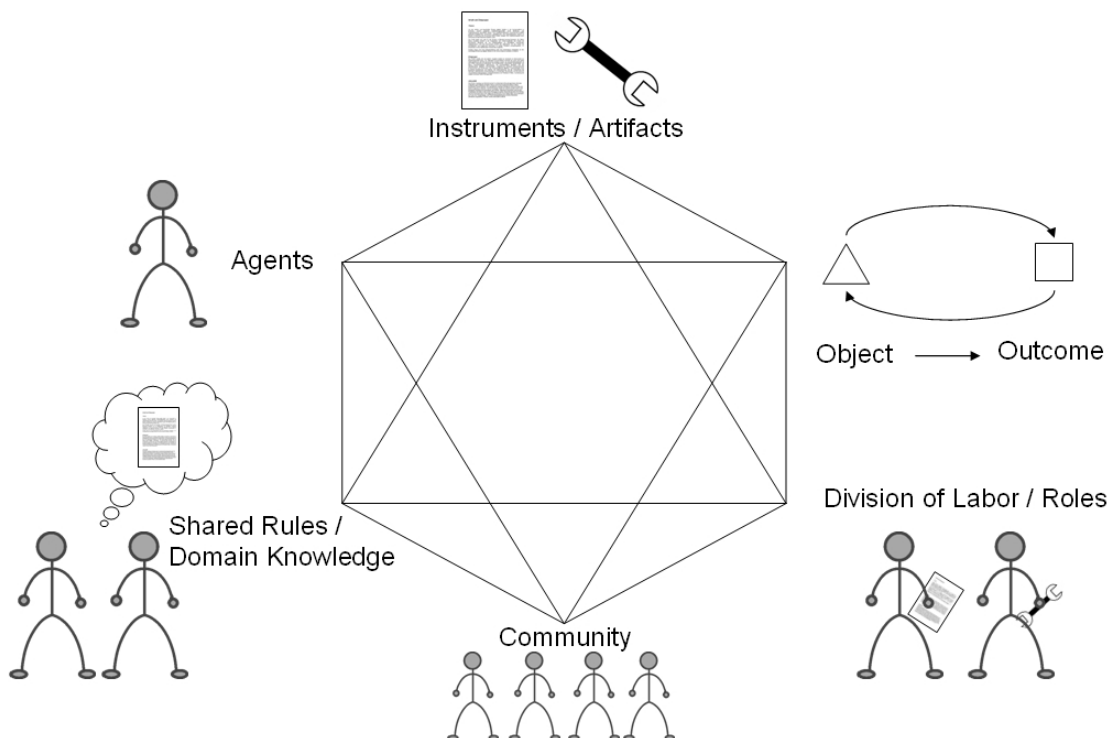 Instruments / Artifacts
Agents
Object
Outcome
Shared Rules /
Domain Knowledge
Division of Labor / Roles
Community